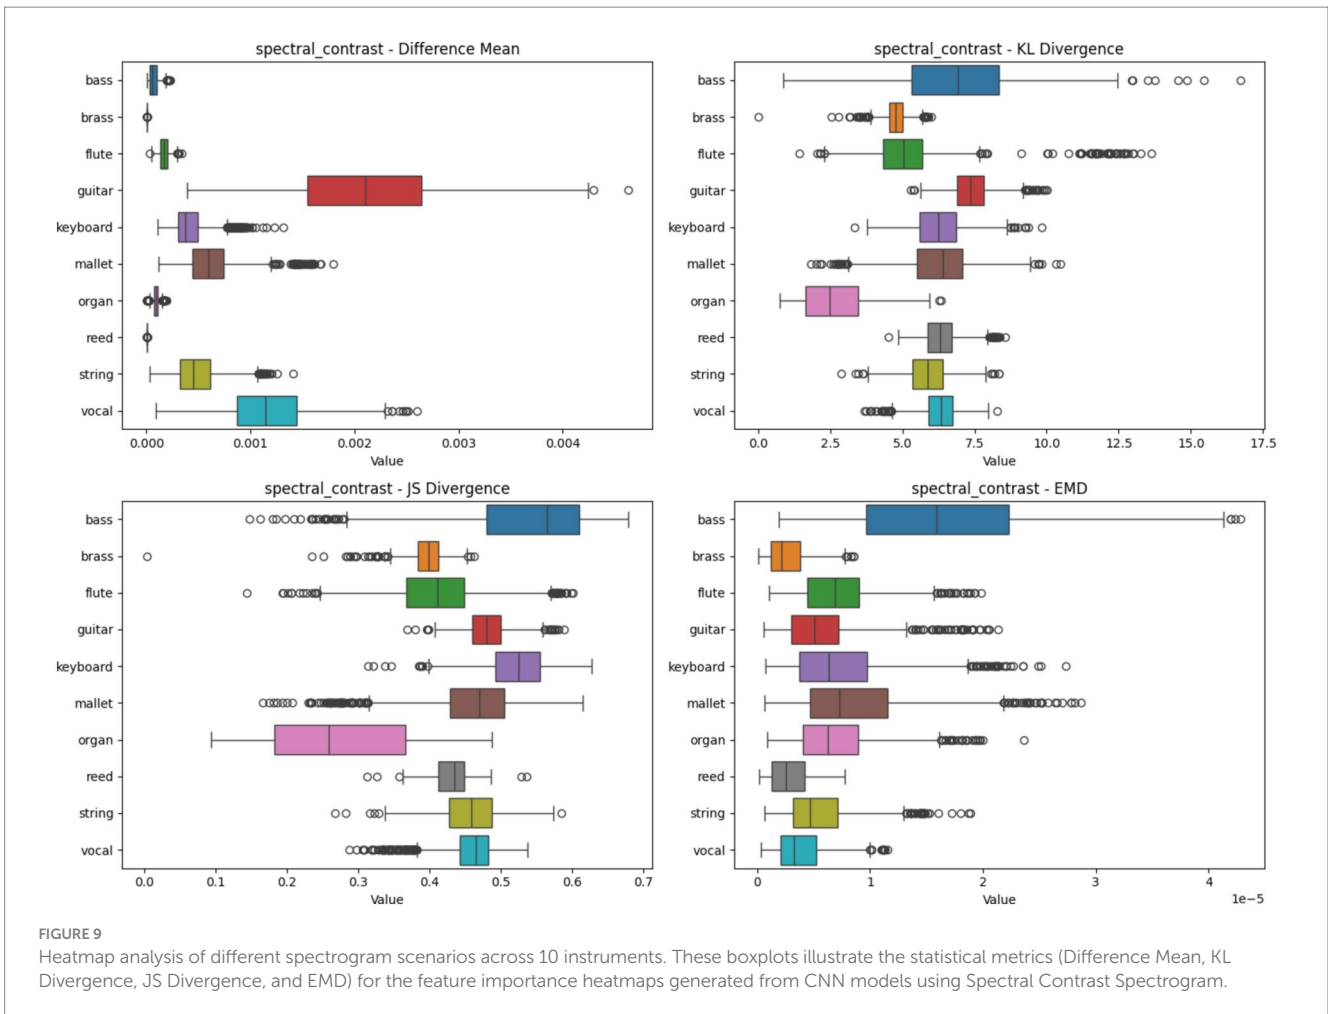 spectral_contrast - Difference Mean
bass
brass
flute
guitar
keyboard
mallet
organ
reed
string
vocal
0.000 0.001 0.002 0.003 0.004
Value
spectral_contrast - KL Divergence
bass
brass
flute
guitar
keyboard
mallet
organ
reed
string
vocal
0.0 2.5 5.0 7.5 10.0 12.5 15.0 17.5
Value
spectral_contrast - JS Divergence
bass
brass
flute
guitar
keyboard
mallet
organ
reed
string
vocal
0.0 0.1 0.2 0.3 0.4 0.5 0.6 0.7
Value
spectral_contrast - EMD
bass
brass
flute
guitar
keyboard
mallet
organ
reed
string
vocal
0 1 2 3 4
Value
1e−5
FIGURE 9
Heatmap analysis of different spectrogram scenarios across 10 instruments. These boxplots illustrate the statistical metrics (Difference Mean, KL
Divergence, JS Divergence, and EMD) for the feature importance heatmaps generated from CNN models using Spectral Contrast Spectrogram.